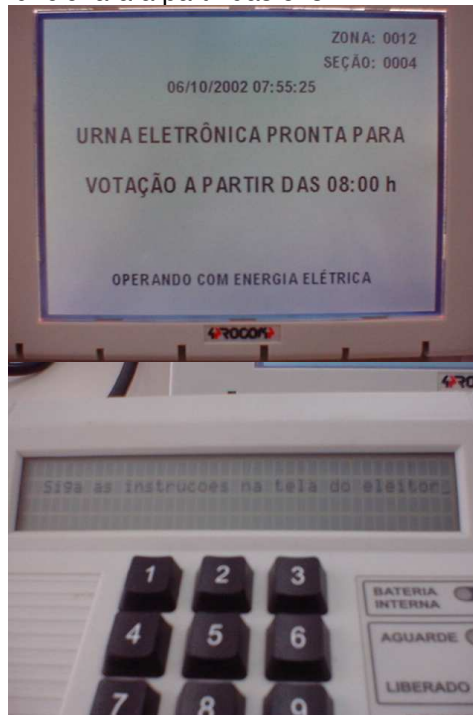 ZONA: 0012
SEÇÃO: 0004
06/10/2002 07:55:25
URNA ELETRÔNICA PRONTA PARA
VOTAÇÃO A PARTIR DAS 08:00 h
OPERANDO COM ENERGIA ELÉTRICA
PROCOMP
Siga as instrucoes na tela do eleitor_
1 2 3
BATERIA
INTERNA
4 5 6
AGUARDE
LIBERADO
7 8 9